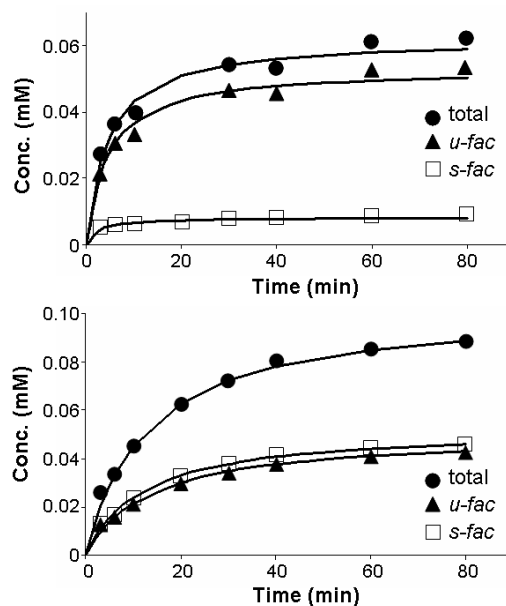 Conc. (mM)
0.06
0.04
0.02
0
total
u-fac
s-fac
0 20 40 60 80
Time (min)
Conc. (mM)
0.10
0.08
0.06
0.04
0.02
0
total
u-fac
s-fac
0 20 40 60 80
Time (min)